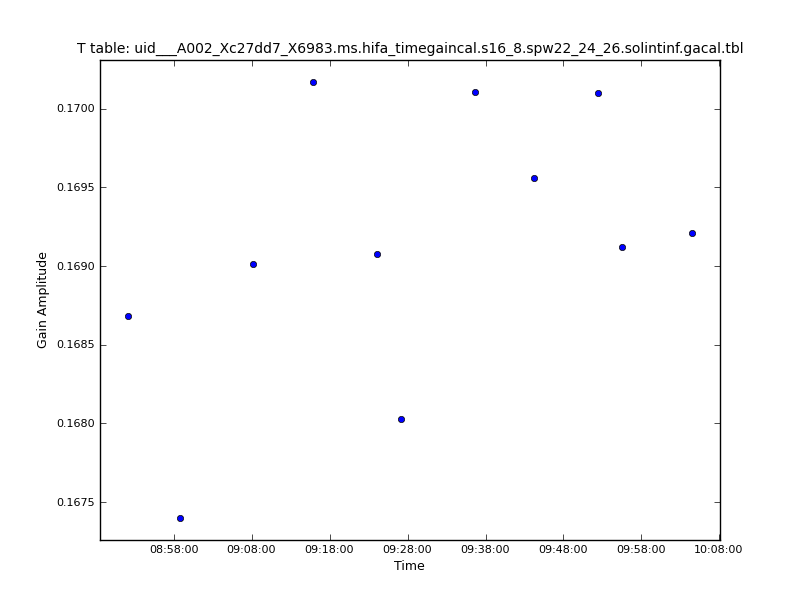 T table: uid___A002_Xc27dd7_X6983.ms.hifa_timegaincal.s16_8.spw22_24_26.solintinf.gacal.tbl
0.1700
0.1695
0.1690
0.1685
0.1680
0.1675
Gain Amplitude
08:58:00 09:08:00 09:18:00 09:28:00 09:38:00 09:48:00 09:58:00 10:08:00
Time